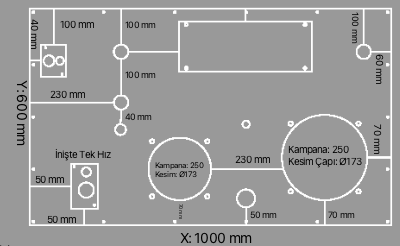 40 mm
100 mm
100 mm
100 mm
100 mm
60 mm
Y: 600 mm
230 mm
40 mm
İnişte Tek Hız
Kampana: 250
Kesim: Ø173
Kampana: 250
Kesim Çapı: Ø173
70 mm
230 mm
50 mm
50 mm
50 mm
70 mm
X: 1000 mm